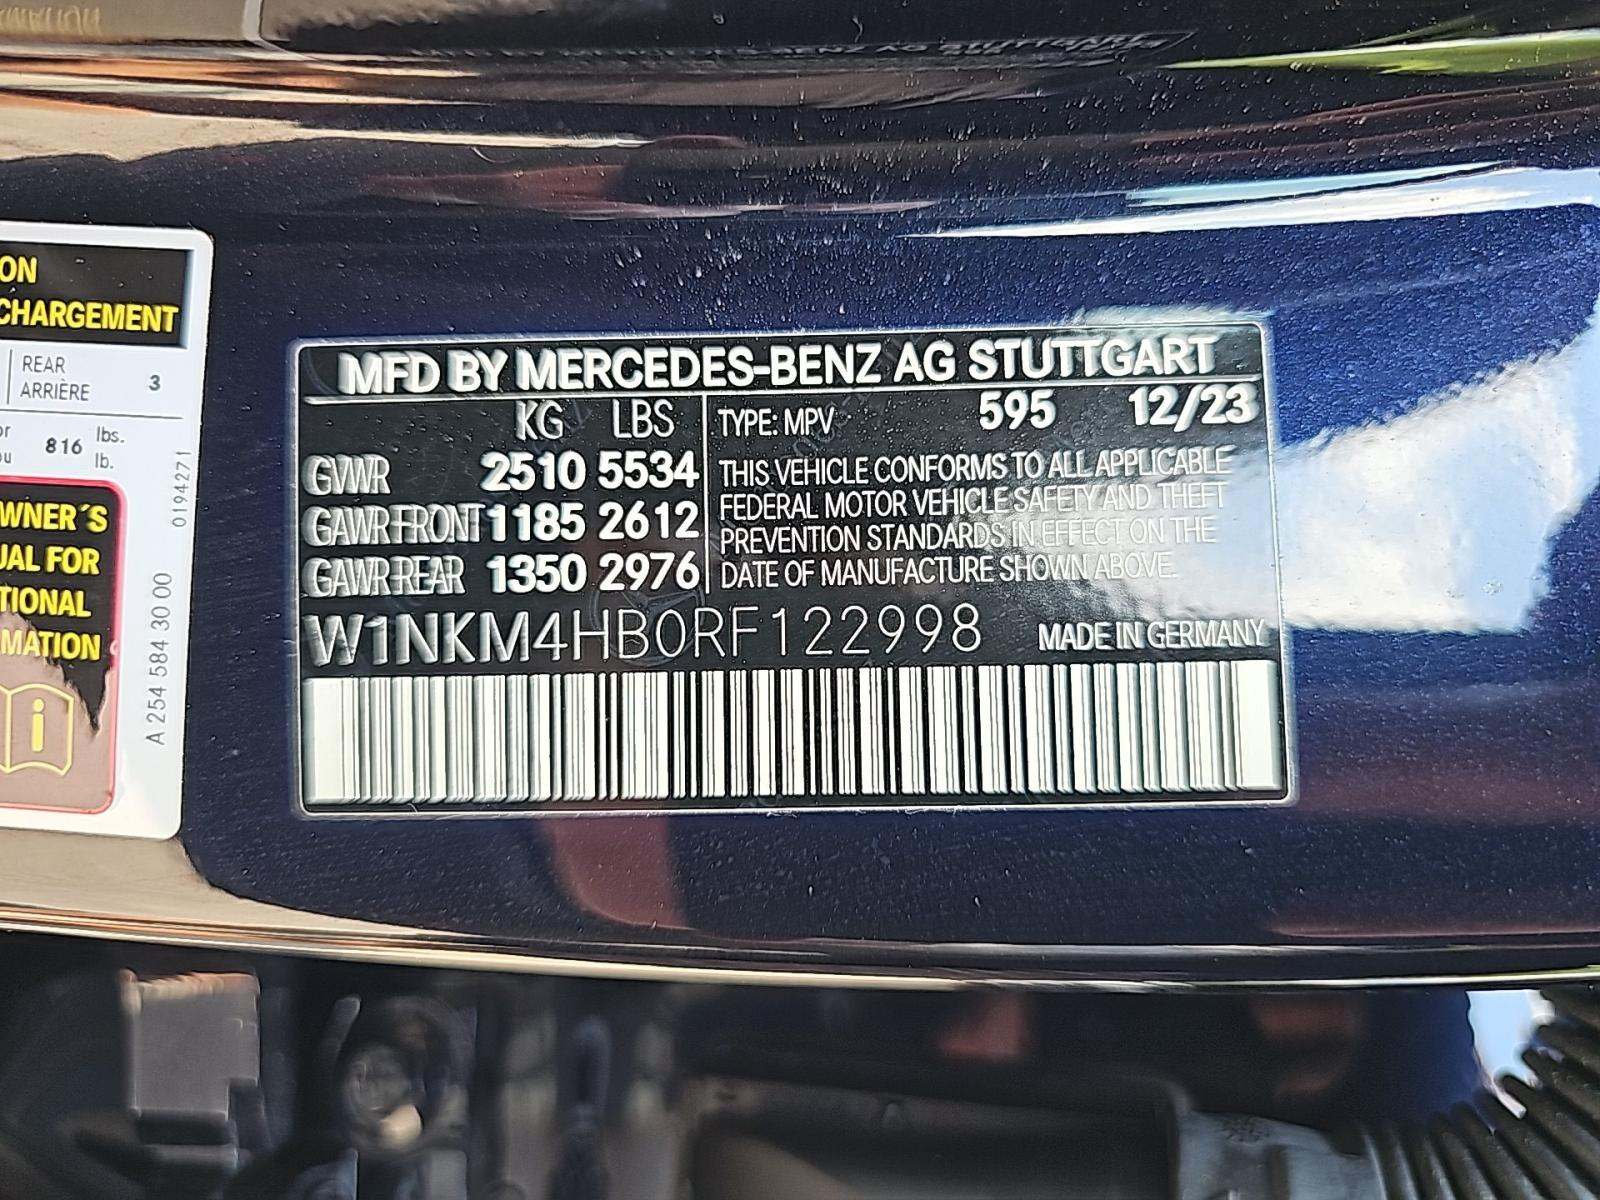 ON
CHARGEMENT
REAR
ARRIÈRE 3
or
ou 816 lbs.
lb.
0194271
WNER´S
UAL FOR
TIONAL
MATION
i
A 254 584 30 00
MFD BY MERCEDES-BENZ AG STUTTGART
KG LBS TYPE: MPV 595 12/23
GVWR 2510 5534
GAWR FRONT 1185 2612
GAWR REAR 1350 2976
THIS VEHICLE CONFORMS TO ALL APPLICABLE
FEDERAL MOTOR VEHICLE SAFETY AND THEFT
PREVENTION STANDARDS IN EFFECT ON THE
DATE OF MANUFACTURE SHOWN ABOVE.
W1NKM4HB0RF122998 MADE IN GERMANY